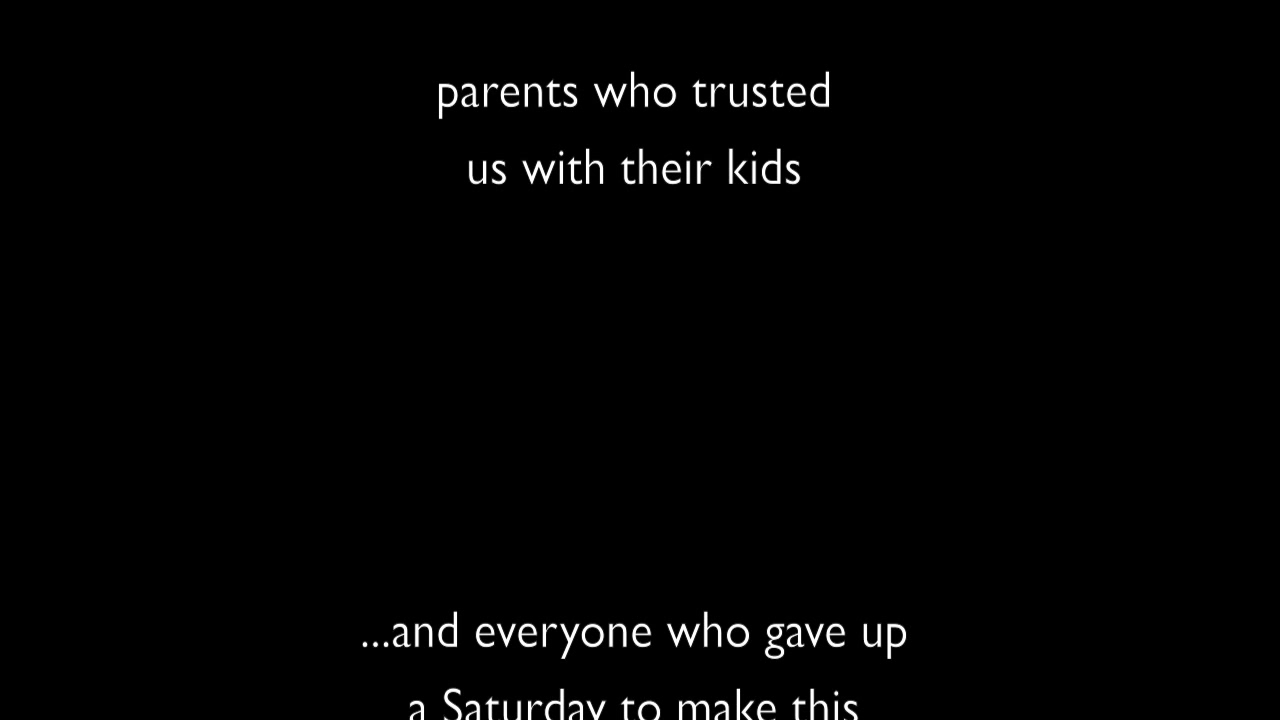 parents who trusted
us with their kids
...and everyone who gave up
a Saturday to make this